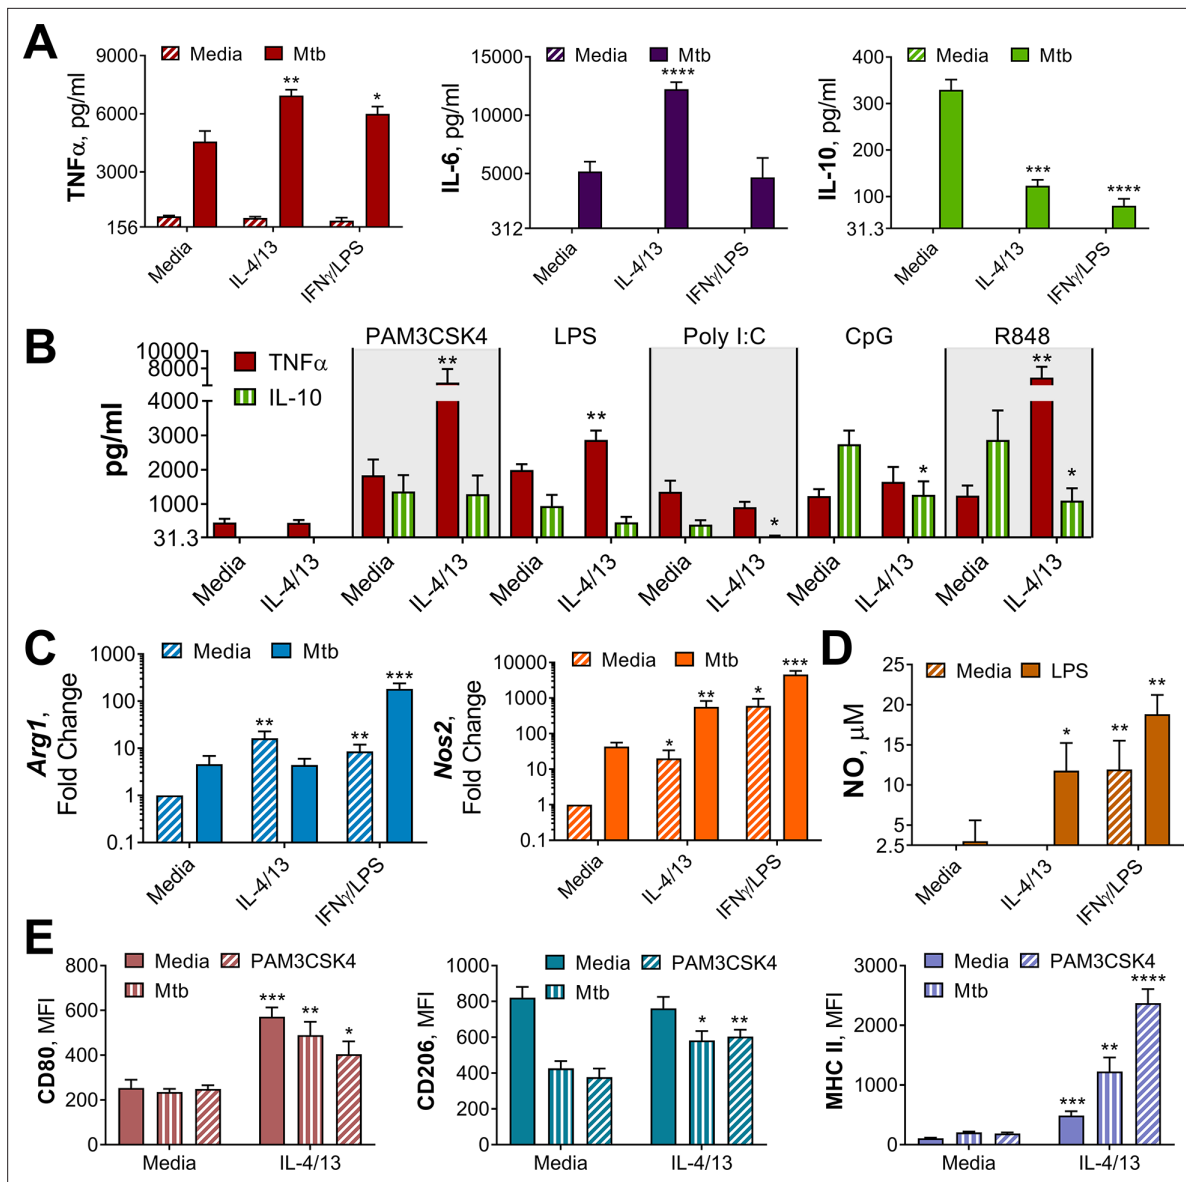 A
Media Mtb
9000
6000
3000
156
TNFα, pg/ml
**
*
Media
IL-4/13
IFNγ/LPS
Media Mtb
15000
10000
5000
312
IL-6, pg/ml
****
Media
IL-4/13
IFNγ/LPS
Media Mtb
400
300
200
100
31.3
IL-10, pg/ml
***
****
Media
IL-4/13
IFNγ/LPS
B
PAM3CSK4 LPS Poly I:C CpG R848
TNFα
IL-10
10000
8000
6000
4000
3000
2000
1000
31.3
pg/ml
**
**
*
*
**
*
Media IL-4/13 Media IL-4/13 Media IL-4/13 Media IL-4/13 Media IL-4/13 Media IL-4/13
C
Media Mtb
1000
100
10
1
0.1
Arg1,
Fold Change
**
**
***
Media
IL-4/13
IFNγ/LPS
Media Mtb
10000
1000
100
10
1
0.1
Nos2,
Fold Change
*
**
*
***
Media
IL-4/13
IFNγ/LPS
D
Media LPS
25
20
15
10
5
2.5
NO, μM
*
**
**
Media
IL-4/13
IFNγ/LPS
E
Media PAM3CSK4
Mtb
800
600
400
200
0
CD80, MFI
***
**
*
Media IL-4/13
Media PAM3CSK4
Mtb
1000
800
600
400
200
0
CD206, MFI
*
**
Media IL-4/13
Media PAM3CSK4
Mtb
3000
2000
1000
0
MHC II, MFI
***
**
****
Media IL-4/13